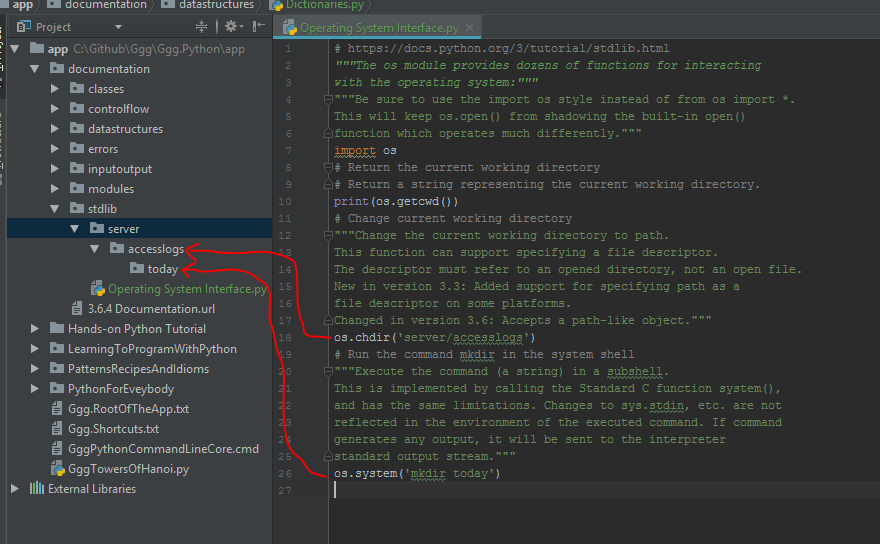 app documentation datastructures Dictionaries.py
Project
Operating System Interface.py
app C:\Github\Ggg\Ggg.Python\app
documentation
classes
controlflow
datastructures
errors
inputoutput
modules
stdlib
server
accesslogs
today
Operating System Interface.py
3.6.4 Documentation.url
Hands-on Python Tutorial
LearningToProgramWithPython
PatternsRecipesAndIdioms
PythonForEveybody
Ggg.RootOfTheApp.txt
Ggg.Shortcuts.txt
GggPythonCommandLineCore.cmd
GggTowersOfHanoi.py
External Libraries
1 # https://docs.python.org/3/tutorial/stdlib.html
2 """The os module provides dozens of functions for interacting
3 with the operating system:"""
4 """Be sure to use the import os style instead of from os import *.
5 This will keep os.open() from shadowing the built-in open()
6 function which operates much differently."""
7 import os
8 # Return the current working directory
9 # Return a string representing the current working directory.
10 print(os.getcwd())
11 # Change current working directory
12 """Change the current working directory to path.
13 This function can support specifying a file descriptor.
14 The descriptor must refer to an opened directory, not an open file.
15 New in version 3.3: Added support for specifying path as a
16 file descriptor on some platforms.
17 Changed in version 3.6: Accepts a path-like object."""
18 os.chdir('server/accesslogs')
19 # Run the command mkdir in the system shell
20 """Execute the command (a string) in a subshell.
21 This is implemented by calling the Standard C function system(),
22 and has the same limitations. Changes to sys.stdin, etc. are not
23 reflected in the environment of the executed command. If command
24 generates any output, it will be sent to the interpreter
25 standard output stream."""
26 os.system('mkdir today')
27